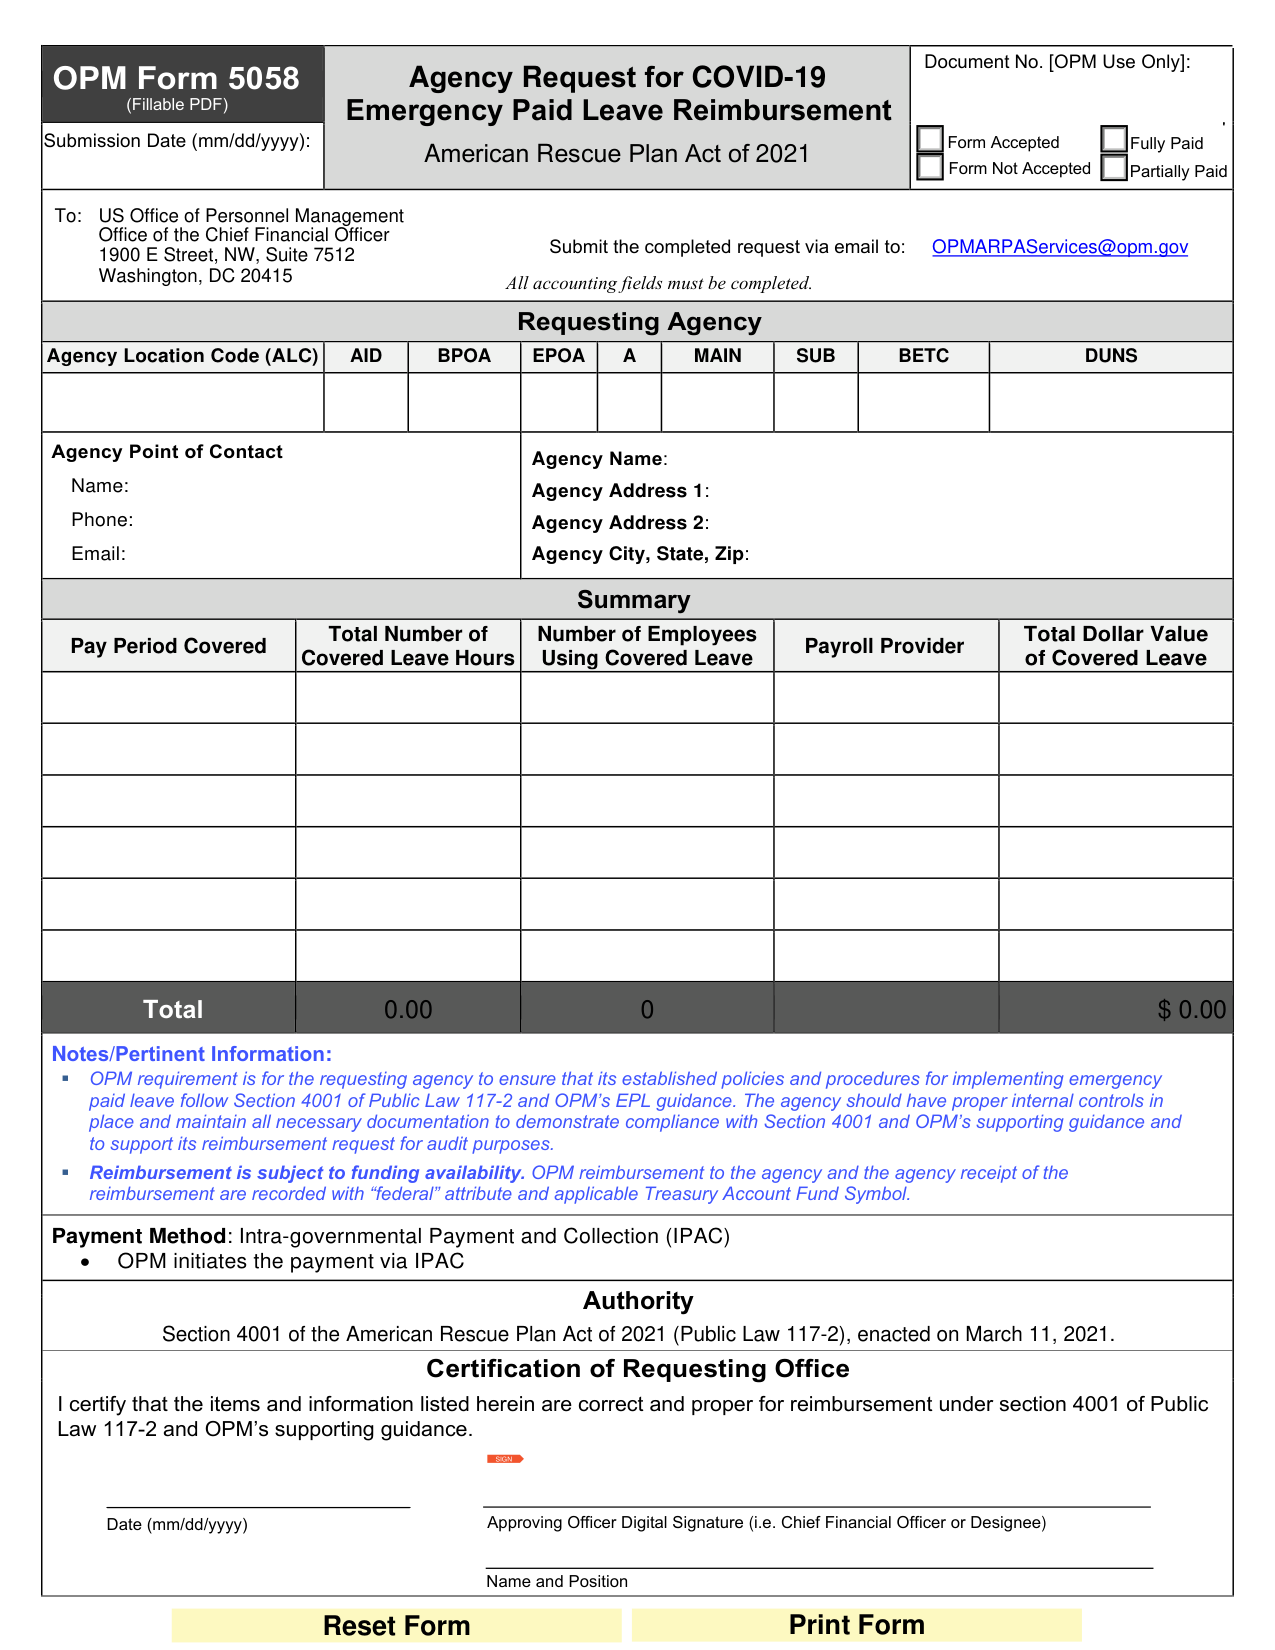 OPM Form 5058
(Fillable PDF)
Submission Date (mm/dd/yyyy):
Agency Request for COVID-19
Emergency Paid Leave Reimbursement
American Rescue Plan Act of 2021
Document No. [OPM Use Only]:
Form Accepted
Fully Paid
Form Not Accepted
Partially Paid
To: US Office of Personnel Management
Office of the Chief Financial Officer
1900 E Street, NW, Suite 7512
Washington, DC 20415
Submit the completed request via email to: OPMARPAServices@opm.gov
All accounting fields must be completed.
Requesting Agency
Agency Location Code (ALC) AID BPOA EPOA A MAIN SUB BETC DUNS
Agency Point of Contact
Name:
Phone:
Email:
Agency Name:
Agency Address 1:
Agency Address 2:
Agency City, State, Zip:
Summary
Pay Period Covered
Total Number of
Covered Leave Hours
Number of Employees
Using Covered Leave
Payroll Provider
Total Dollar Value
of Covered Leave
Total 0.00 0 $ 0.00
Notes/Pertinent Information:
▪ OPM requirement is for the requesting agency to ensure that its established policies and procedures for implementing emergency
paid leave follow Section 4001 of Public Law 117-2 and OPM’s EPL guidance. The agency should have proper internal controls in
place and maintain all necessary documentation to demonstrate compliance with Section 4001 and OPM’s supporting guidance and
to support its reimbursement request for audit purposes.
▪ Reimbursement is subject to funding availability. OPM reimbursement to the agency and the agency receipt of the
reimbursement are recorded with “federal” attribute and applicable Treasury Account Fund Symbol.
Payment Method: Intra-governmental Payment and Collection (IPAC)
• OPM initiates the payment via IPAC
Authority
Section 4001 of the American Rescue Plan Act of 2021 (Public Law 117-2), enacted on March 11, 2021.
Certification of Requesting Office
I certify that the items and information listed herein are correct and proper for reimbursement under section 4001 of Public
Law 117-2 and OPM’s supporting guidance.
SIGN
Date (mm/dd/yyyy)
Approving Officer Digital Signature (i.e. Chief Financial Officer or Designee)
Name and Position
Reset Form
Print Form